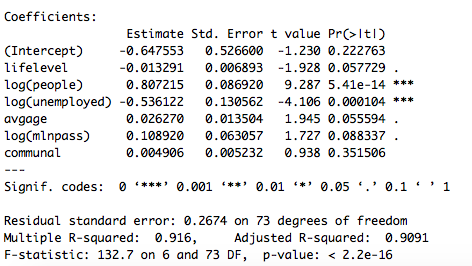 Coefficients:
                  Estimate Std. Error t value Pr(>|t|)
(Intercept)      -0.647553   0.526600  -1.230 0.222763
lifelevel        -0.013291   0.006893  -1.928 0.057729 .
log(people)       0.807215   0.086920   9.287 5.41e-14 ***
log(unemployed)  -0.536122   0.130562  -4.106 0.000104 ***
avgage            0.026270   0.013504   1.945 0.055594 .
log(mlnpass)      0.108920   0.063057   1.727 0.088337 .
communal          0.004906   0.005232   0.938 0.351506
---
Signif. codes:  0 ‘***’ 0.001 ‘**’ 0.01 ‘*’ 0.05 ‘.’ 0.1 ‘ ’ 1
Residual standard error: 0.2674 on 73 degrees of freedom
Multiple R-squared:  0.916,	Adjusted R-squared:  0.9091
F-statistic: 132.7 on 6 and 73 DF,  p-value: < 2.2e-16